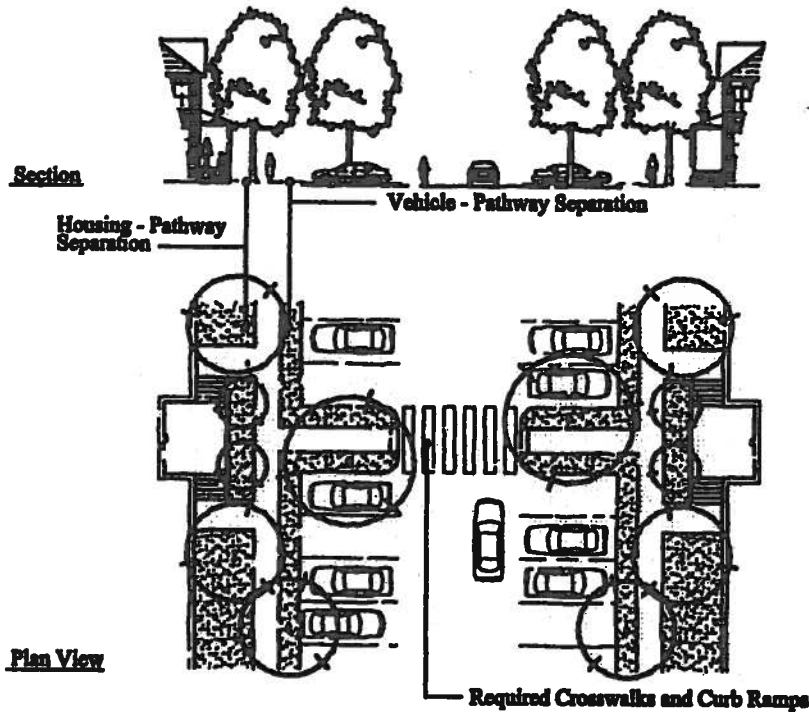 Section
Vehicle - Pathway Separation
Housing - Pathway
Separation
Plan View
Required Crosswalks and Curb Ramps